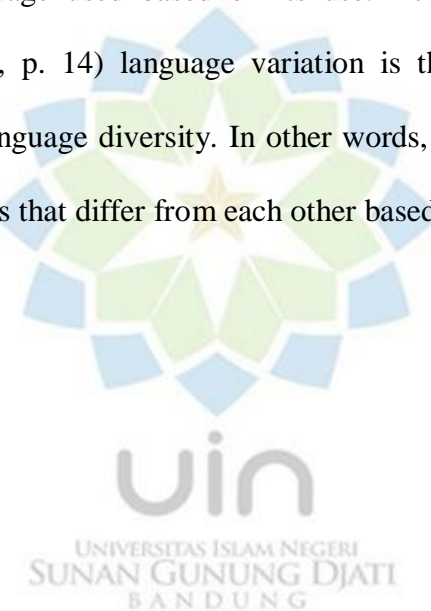 , p. 14) language variation is th
nguage diversity. In other words,
s that differ from each other based
uin
UNIVERSITAS ISLAM NEGERI
SUNAN GUNUNG DJATI
BANDUNG